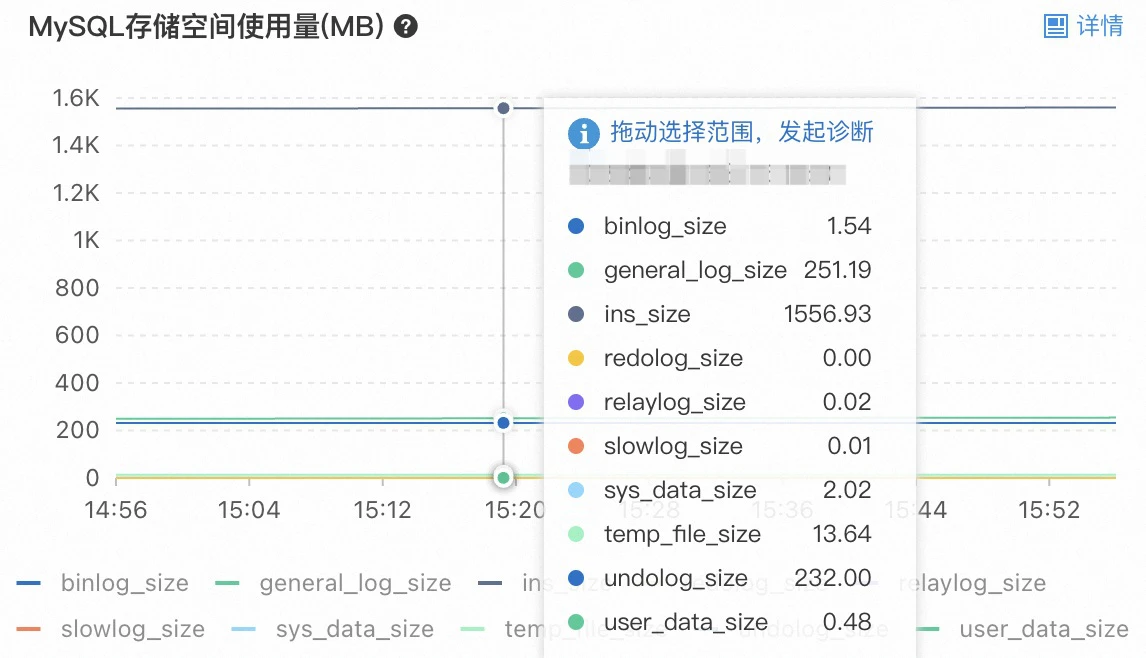 MySQL存储空间使用量(MB) ?
详情
1.6K
1.4K
1.2K
1K
800
600
400
200
0
14:56 15:04 15:12 15:20 15:28 15:36 15:44 15:52
i 拖动选择范围，发起诊断
binlog_size 1.54
general_log_size 251.19
ins_size 1556.93
redolog_size 0.00
relaylog_size 0.02
slowlog_size 0.01
sys_data_size 2.02
temp_file_size 13.64
undolog_size 232.00
user_data_size 0.48
binlog_size general_log_size ins_size redolog_size relaylog_size
slowlog_size sys_data_size temp_file_size undolog_size user_data_size